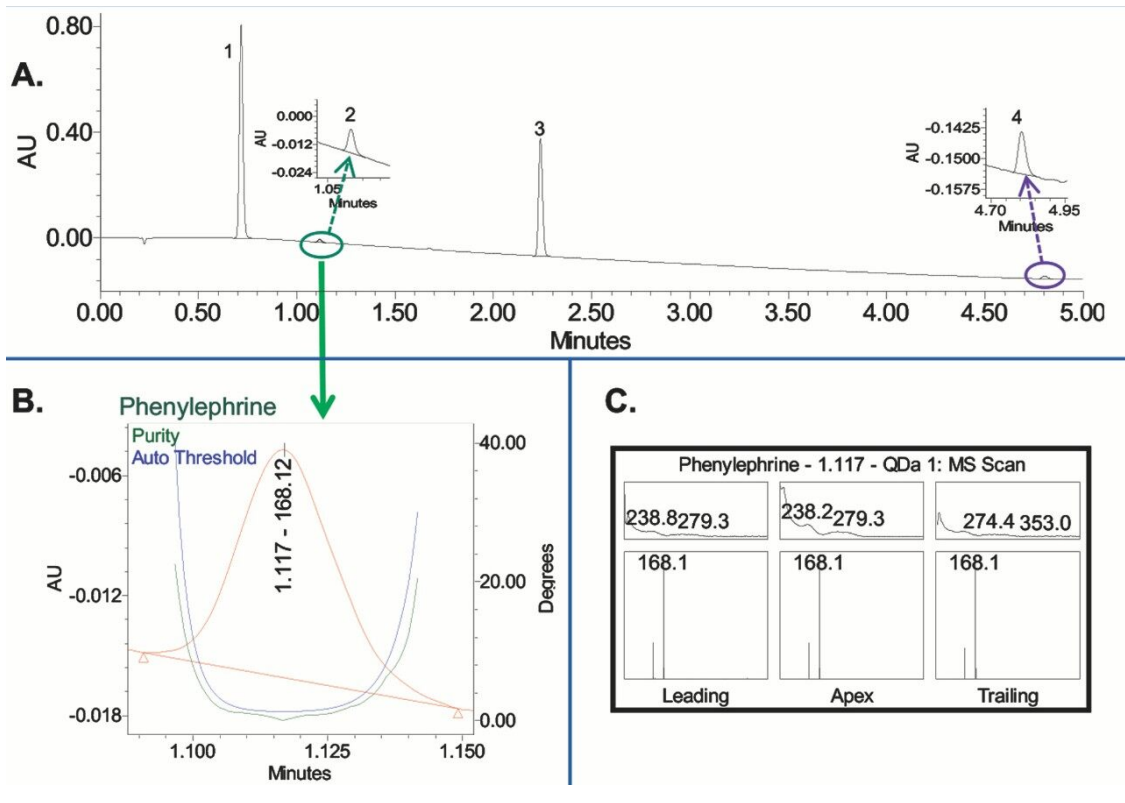 A.
0.80
0.40
0.00
AU
1
2
3
4
0.000
-0.012
-0.024
AU
1.05
Minutes
-0.1425
-0.1500
-0.1575
AU
4.70 4.95
Minutes
0.00 0.50 1.00 1.50 2.00 2.50 3.00 3.50 4.00 4.50 5.00
Minutes
B.
Phenylephrine
Purity
Auto Threshold
1.117 - 168.12
-0.006
-0.012
-0.018
AU
40.00
20.00
0.00
Degrees
1.100 1.125 1.150
Minutes
C.
Phenylephrine - 1.117 - QDa 1: MS Scan
238.8 279.3
238.2 279.3
274.4 353.0
168.1 168.1 168.1
Leading Apex Trailing